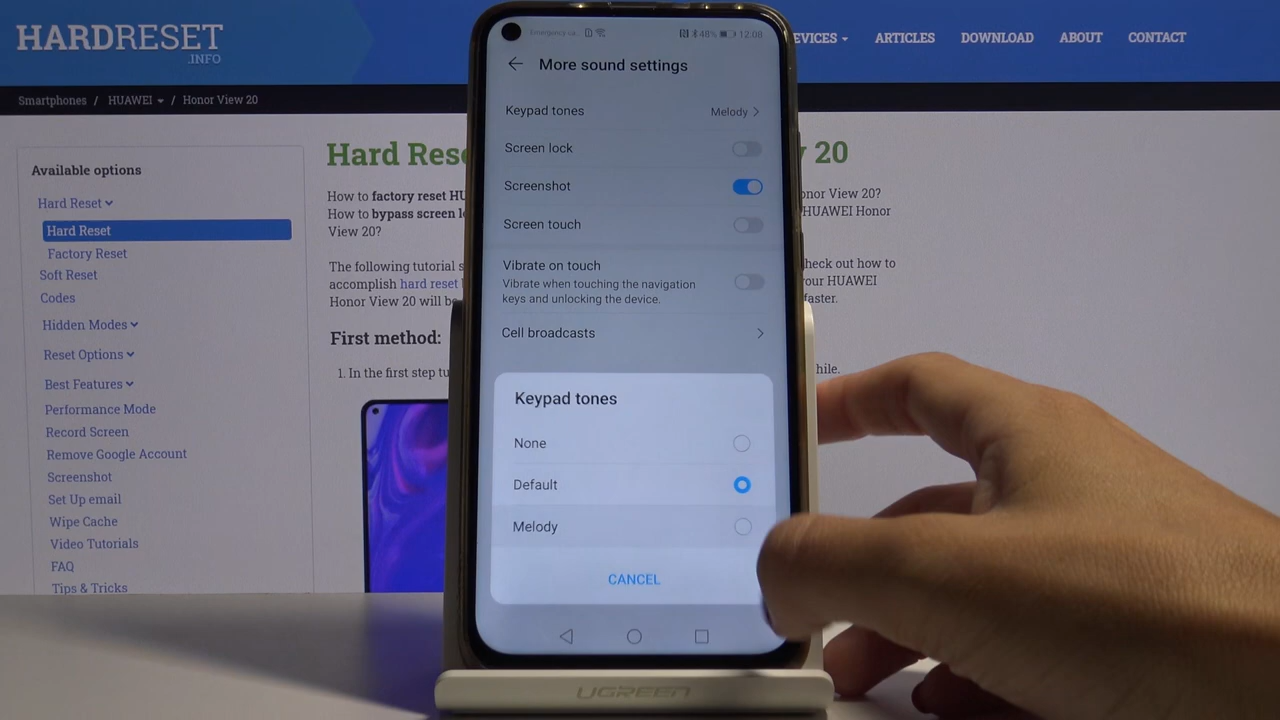 HARDRESET
.INFO
EVICES
ARTICLES
DOWNLOAD
ABOUT
CONTACT
Smartphones / HUAWEI / Honor View 20
Available options
Hard Reset
Hard Reset
Factory Reset
Soft Reset
Codes
Hidden Modes
Reset Options
Best Features
Performance Mode
Record Screen
Remove Google Account
Screenshot
Set Up email
Wipe Cache
Video Tutorials
FAQ
Tips & Tricks
Hard Res
20
How to factory reset HU
onor View 20?
How to bypass screen l
HUAWEI Honor
View 20?
The following tutorial s
heck out how to
accomplish hard reset
our HUAWEI
Honor View 20 will be
faster.
First method:
1. In the first step tu
hile.
48% 12:08
More sound settings
Keypad tones Melody
Screen lock
Screenshot
Screen touch
Vibrate on touch
Vibrate when touching the navigation
keys and unlocking the device.
Cell broadcasts
Keypad tones
None
Default
Melody
CANCEL
UGREEN